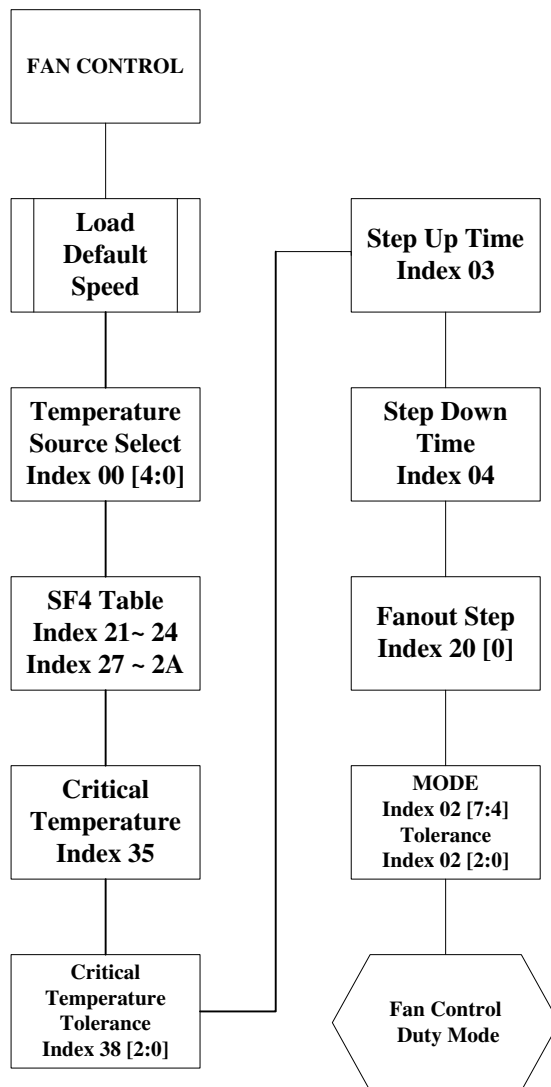 FAN CONTROL
Load
Default
Speed
Temperature
Source Select
Index 00 [4:0]
SF4 Table
Index 21~ 24
Index 27 ~ 2A
Critical
Temperature
Index 35
Critical
Temperature
Tolerance
Index 38 [2:0]
Step Up Time
Index 03
Step Down
Time
Index 04
Fanout Step
Index 20 [0]
MODE
Index 02 [7:4]
Tolerance
Index 02 [2:0]
Fan Control
Duty Mode